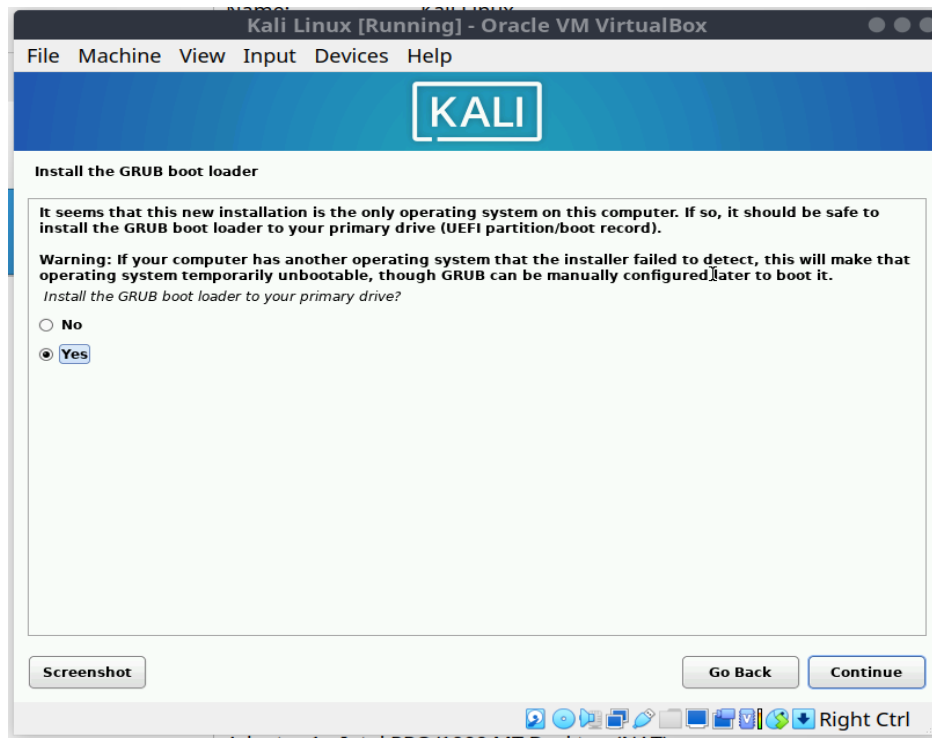 Name: Kali Linux
Kali Linux [Running] - Oracle VM VirtualBox
File Machine View Input Devices Help
KALI
Install the GRUB boot loader
It seems that this new installation is the only operating system on this computer. If so, it should be safe to
install the GRUB boot loader to your primary drive (UEFI partition/boot record).
Warning: If your computer has another operating system that the installer failed to detect, this will make that
operating system temporarily unbootable, though GRUB can be manually configured later to boot it.
Install the GRUB boot loader to your primary drive?
No
Yes
Screenshot
Go Back
Continue
Right Ctrl